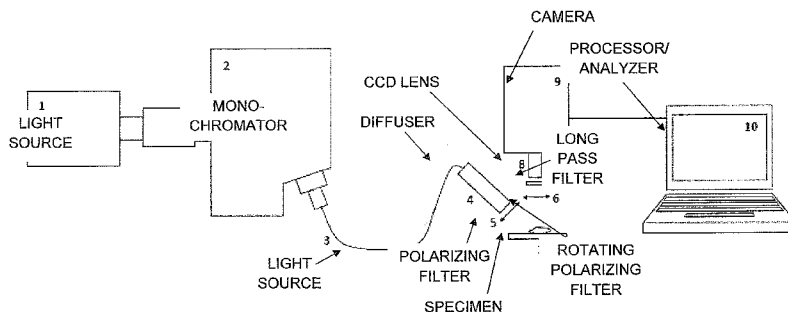 CAMERA
PROCESSOR/
ANALYZER
2
9
1
LIGHT
SOURCE
MONO-
CHROMATOR
CCD LENS
10
DIFFUSER
LONG
PASS
FILTER
8
4
6
5
3
LIGHT
SOURCE
POLARIZING
FILTER
ROTATING
POLARIZING
FILTER
SPECIMEN